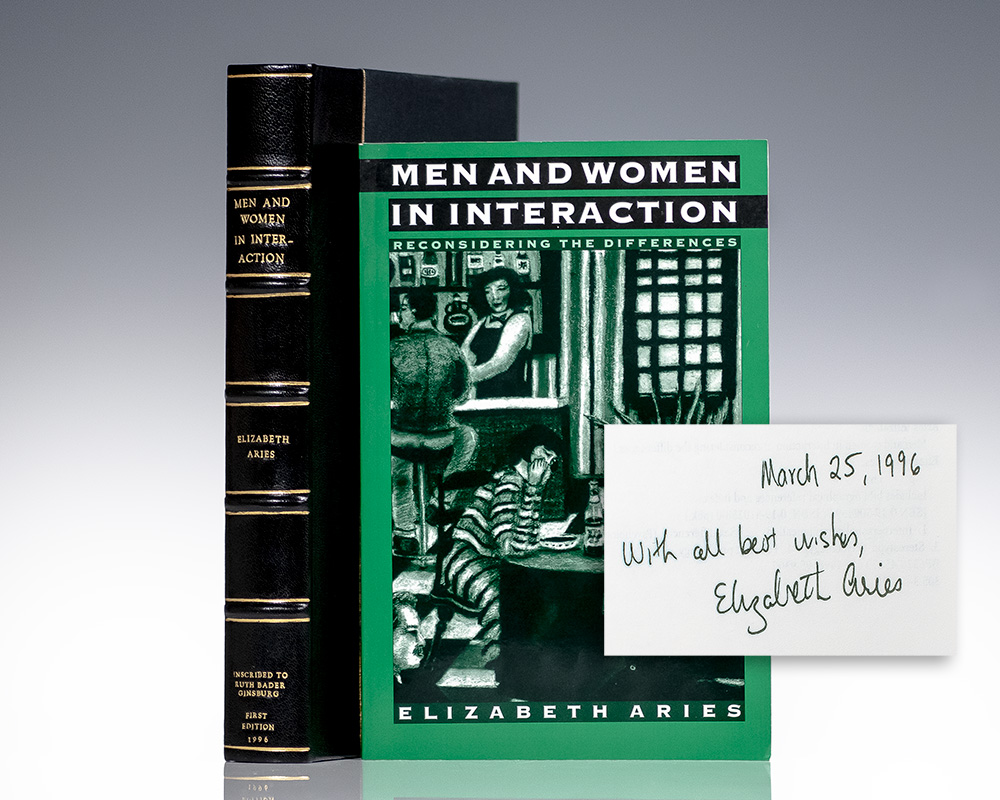 MEN AND
WOMEN
IN INTER-
ACTION
ELIZABETH
ARIES
INSCRIBED TO
RUTH BADER
GINSBURG
FIRST
EDITION
1996
MEN AND WOMEN
IN INTERACTION
RECONSIDERING THE DIFFERENCES
ELIZABETH ARIES
March 25, 1996
With all best wishes,
Elizabeth Aries